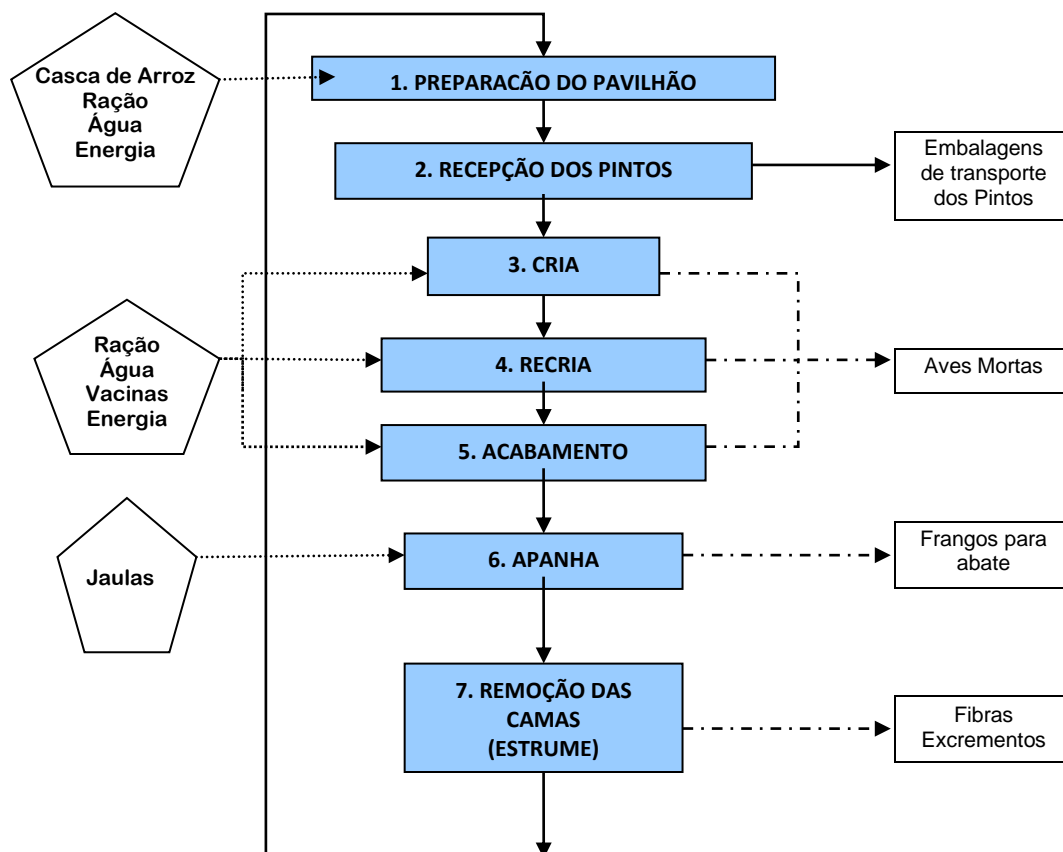 Casca de Arroz
Ração
Água
Energia
1. PREPARACÃO DO PAVILHÃO
2. RECEPÇÃO DOS PINTOS
Embalagens
de transporte
dos Pintos
3. CRIA
Ração
Água
Vacinas
Energia
4. RECRIA
Aves Mortas
5. ACABAMENTO
Jaulas
6. APANHA
Frangos para
abate
7. REMOÇÃO DAS
CAMAS
(ESTRUME)
Fibras
Excrementos